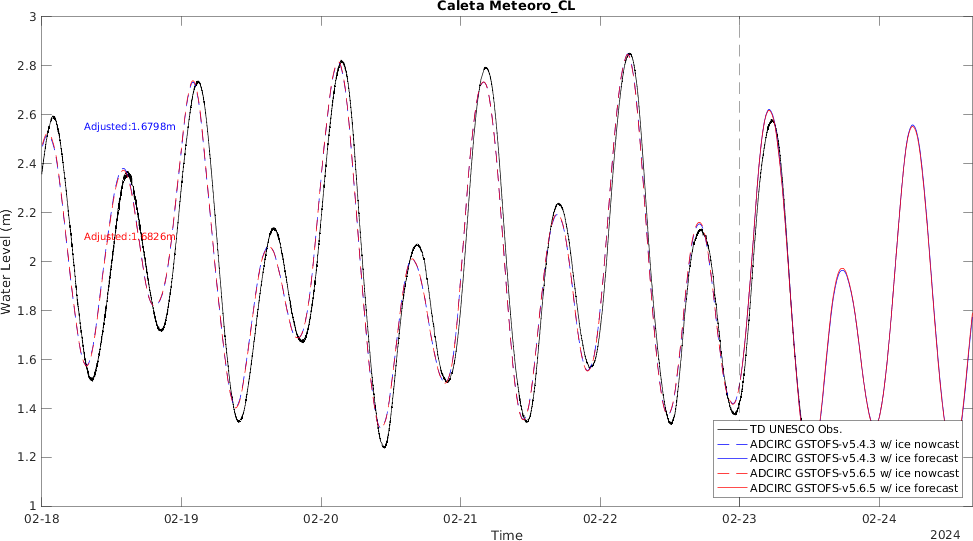 Caleta Meteoro_CL
3
2.8
2.6
2.4
2.2
2
1.8
1.6
1.4
1.2
1
Water Level (m)
Adjusted:1.6798m
Adjusted:1.6826m
TD UNESCO Obs.
ADCIRC GSTOFS-v5.4.3 w/ ice nowcast
ADCIRC GSTOFS-v5.4.3 w/ ice forecast
ADCIRC GSTOFS-v5.6.5 w/ ice nowcast
ADCIRC GSTOFS-v5.6.5 w/ ice forecast
02-18 02-19 02-20 02-21 02-22 02-23 02-24
Time
2024